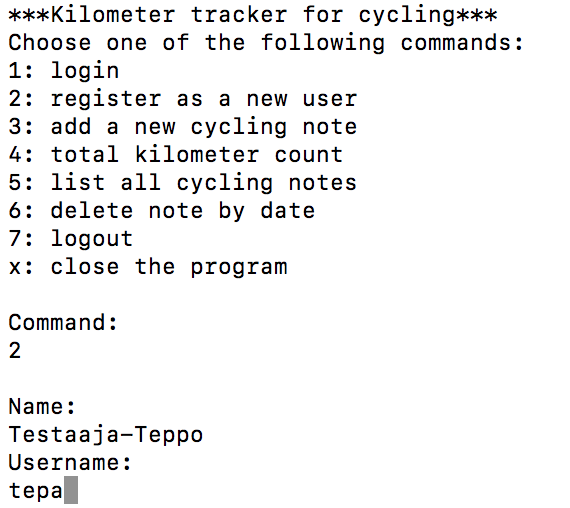 ***Kilometer tracker for cycling***
Choose one of the following commands:
1: login
2: register as a new user
3: add a new cycling note
4: total kilometer count
5: list all cycling notes
6: delete note by date
7: logout
x: close the program
Command:
2
Name:
Testaaja-Teppo
Username:
tepa